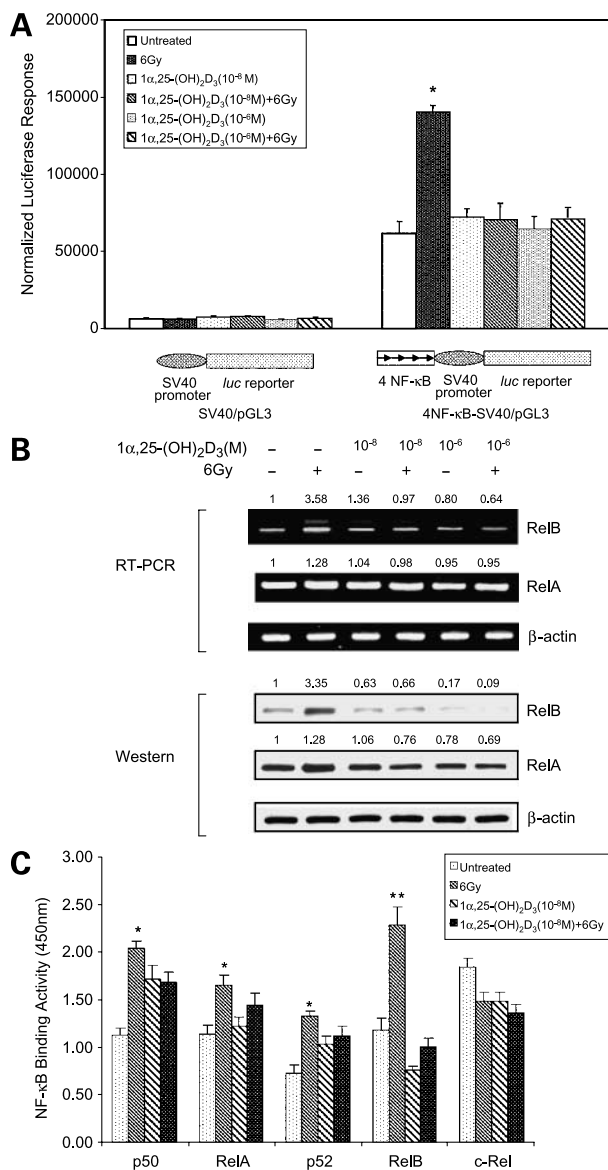 A
Normalized Luciferase Response
200000
150000
100000
50000
0
Untreated
6Gy
1α,25-(OH)₂D₃(10⁻⁸ M)
1α,25-(OH)₂D₃(10⁻⁸M)+6Gy
1α,25-(OH)₂D₃(10⁻⁶M)
1α,25-(OH)₂D₃(10⁻⁶M)+6Gy
*
SV40 promoter
luc reporter
SV40/pGL3
4 NF-κB
SV40 promoter
luc reporter
4NF-κB-SV40/pGL3
B
1α,25-(OH)₂D₃(M) – – 10⁻⁸ 10⁻⁸ 10⁻⁶ 10⁻⁶
6Gy – + – + – +
RT-PCR
1 3.58 1.36 0.97 0.80 0.64
RelB
1 1.28 1.04 0.98 0.95 0.95
RelA
β-actin
Western
1 3.35 0.63 0.66 0.17 0.09
RelB
1 1.28 1.06 0.76 0.78 0.69
RelA
β-actin
C
NF-κB Binding Activity (450nm)
3.00
2.50
2.00
1.50
1.00
0.50
0.00
Untreated
6Gy
1α,25-(OH)₂D₃(10⁻⁸M)
1α,25-(OH)₂D₃(10⁻⁸M)+6Gy
* * * **
p50 RelA p52 RelB c-Rel